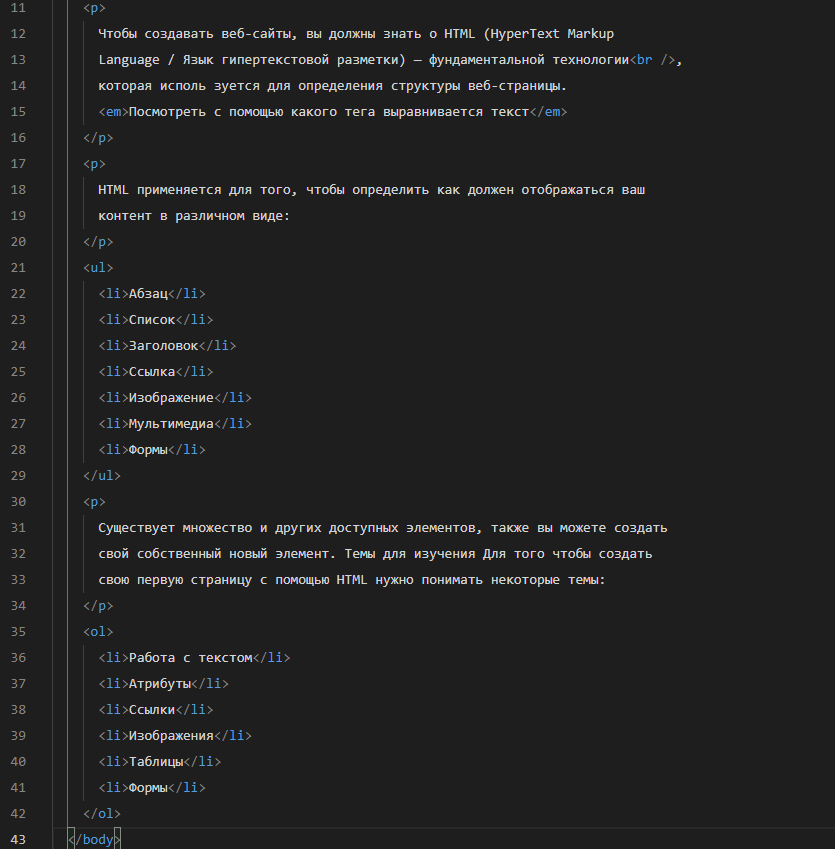 11 <p>
12 Чтобы создавать веб-сайты, вы должны знать о HTML (HyperText Markup
13 Language / Язык гипертекстовой разметки) — фундаментальной технологии<br />,
14 которая исполь зуется для определения структуры веб-страницы.
15 <em>Посмотреть с помощью какого тега выравнивается текст</em>
16 </p>
17 <p>
18 HTML применяется для того, чтобы определить как должен отображаться ваш
19 контент в различном виде:
20 </p>
21 <ul>
22 <li>Абзац</li>
23 <li>Список</li>
24 <li>Заголовок</li>
25 <li>Ссылка</li>
26 <li>Изображение</li>
27 <li>Мультимедиа</li>
28 <li>Формы</li>
29 </ul>
30 <p>
31 Существует множество и других доступных элементов, также вы можете создать
32 свой собственный новый элемент. Темы для изучения Для того чтобы создать
33 свою первую страницу с помощью HTML нужно понимать некоторые темы:
34 </p>
35 <ol>
36 <li>Работа с текстом</li>
37 <li>Атрибуты</li>
38 <li>Ссылки</li>
39 <li>Изображения</li>
40 <li>Таблицы</li>
41 <li>Формы</li>
42 </ol>
43 </body>